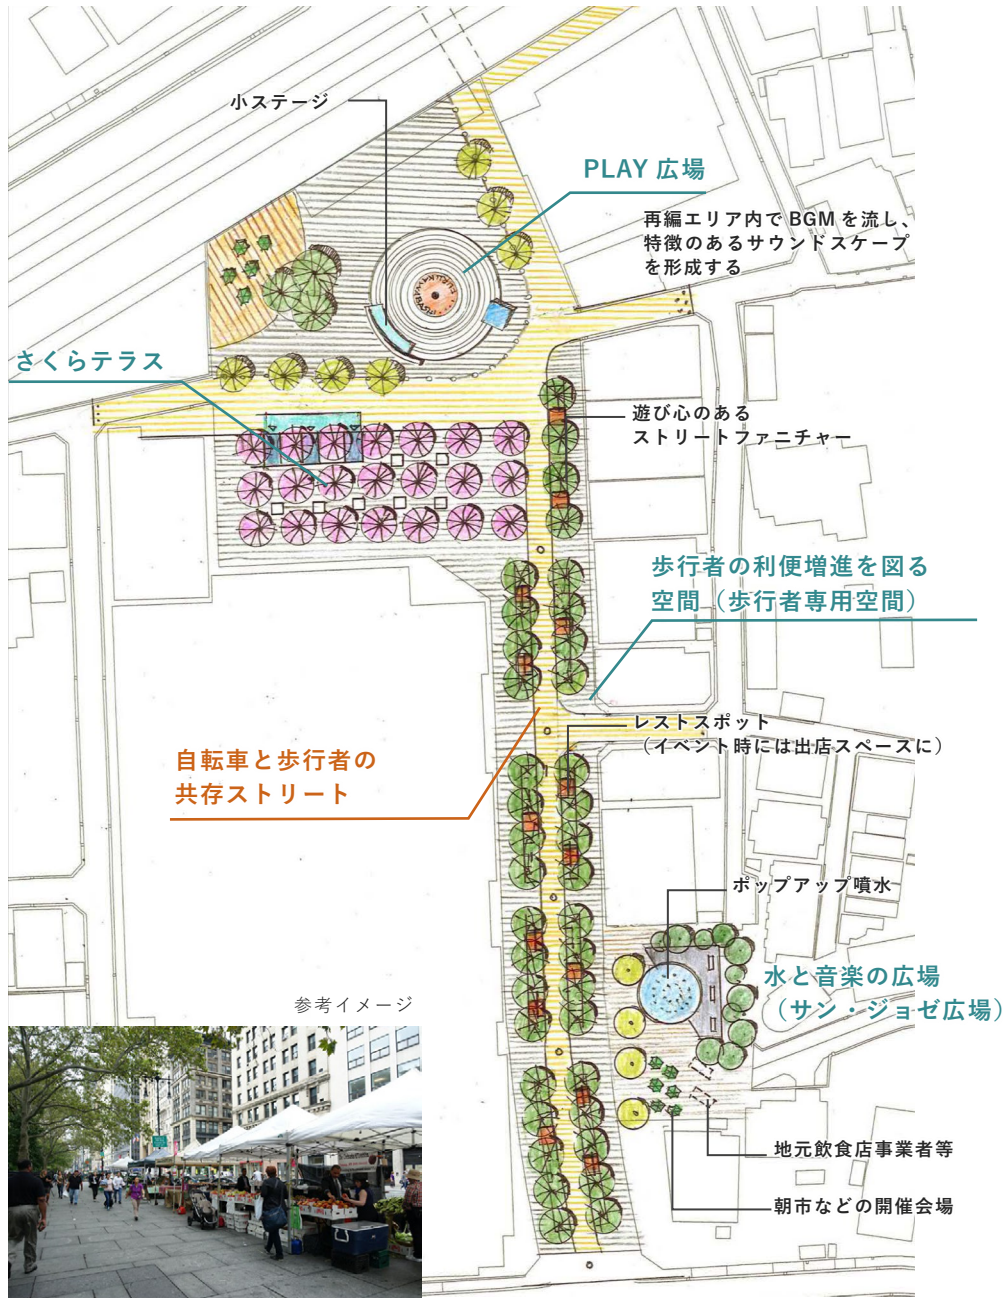 小ステージ
PLAY 広場
再編エリア内で BGM を流し、
特徴のあるサウンドスケープ
を形成する
さくらテラス
遊び心のある
ストリートファニチャー
歩行者の利便増進を図る
空間（歩行者専用空間）
レストスポット
（イベント時には出店スペースに）
自転車と歩行者の
共存ストリート
ポップアップ噴水
水と音楽の広場
（サン・ジョゼ広場）
参考イメージ
地元飲食店事業者等
朝市などの開催会場